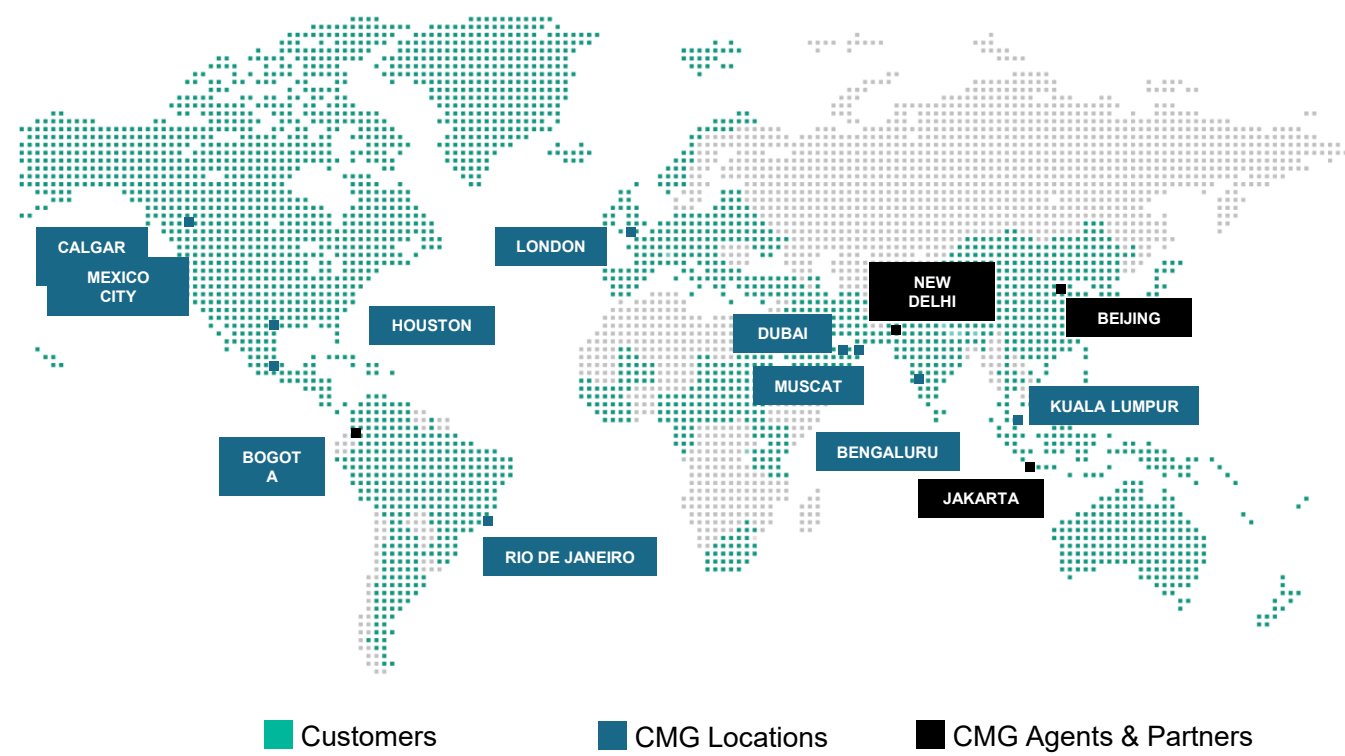 CALGAR
MEXICO
CITY
LONDON
HOUSTON
NEW
DELHI
BEIJING
DUBAI
MUSCAT
KUALA LUMPUR
BENGALURU
BOGOT
A
JAKARTA
RIO DE JANEIRO
Customers
CMG Locations
CMG Agents & Partners